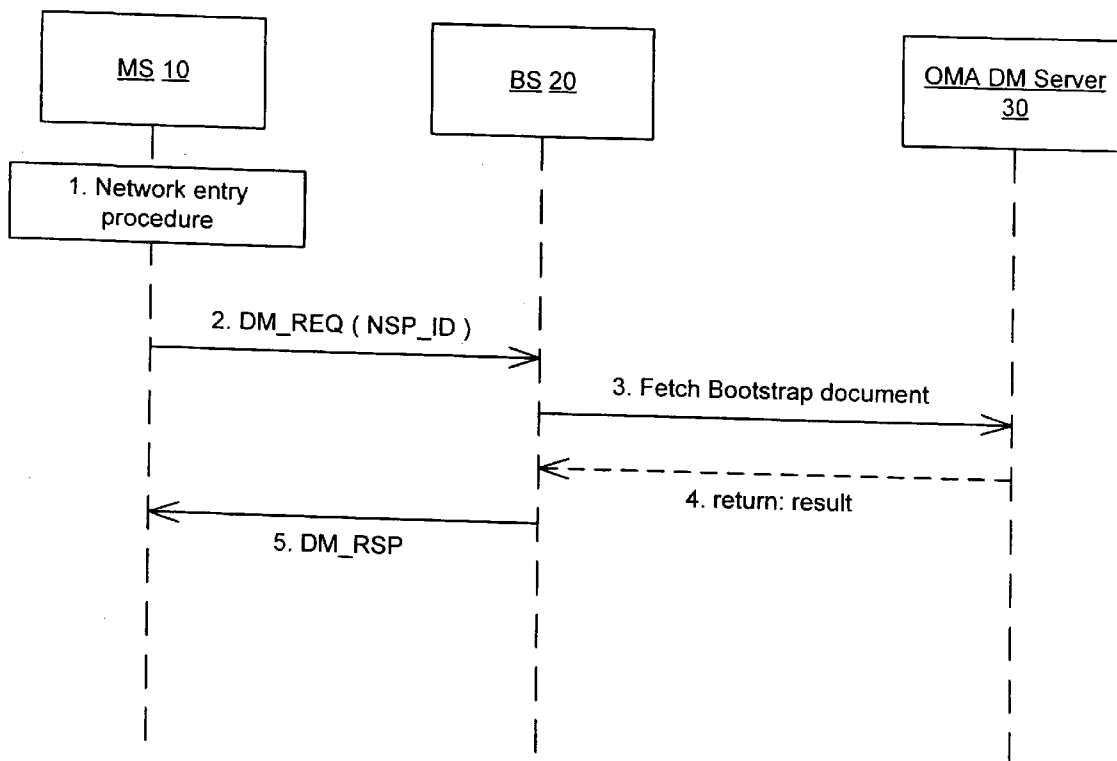 MS 10
BS 20
OMA DM Server
30
1. Network entry
procedure
2. DM_REQ ( NSP_ID )
3. Fetch Bootstrap document
4. return: result
5. DM_RSP